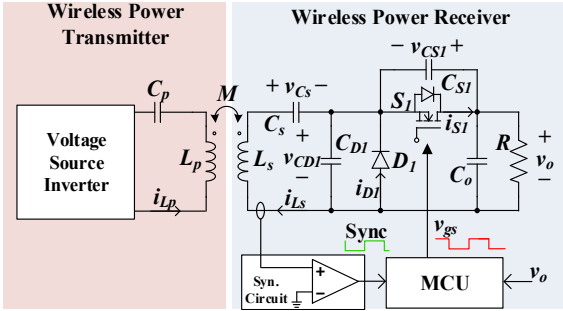 Wireless Power
Transmitter
Wireless Power Receiver
Voltage
Source
Inverter
C_p
L_p
i_Lp
M
+ v_Cs −
C_s
L_s
i_Ls
+
v_CD1
−
C_D1
D_1
i_D1
− v_CS1 +
C_S1
S_1
i_S1
C_o
R
+
v_o
−
v_gs
Sync
Syn.
Circuit
+
−
MCU
v_o